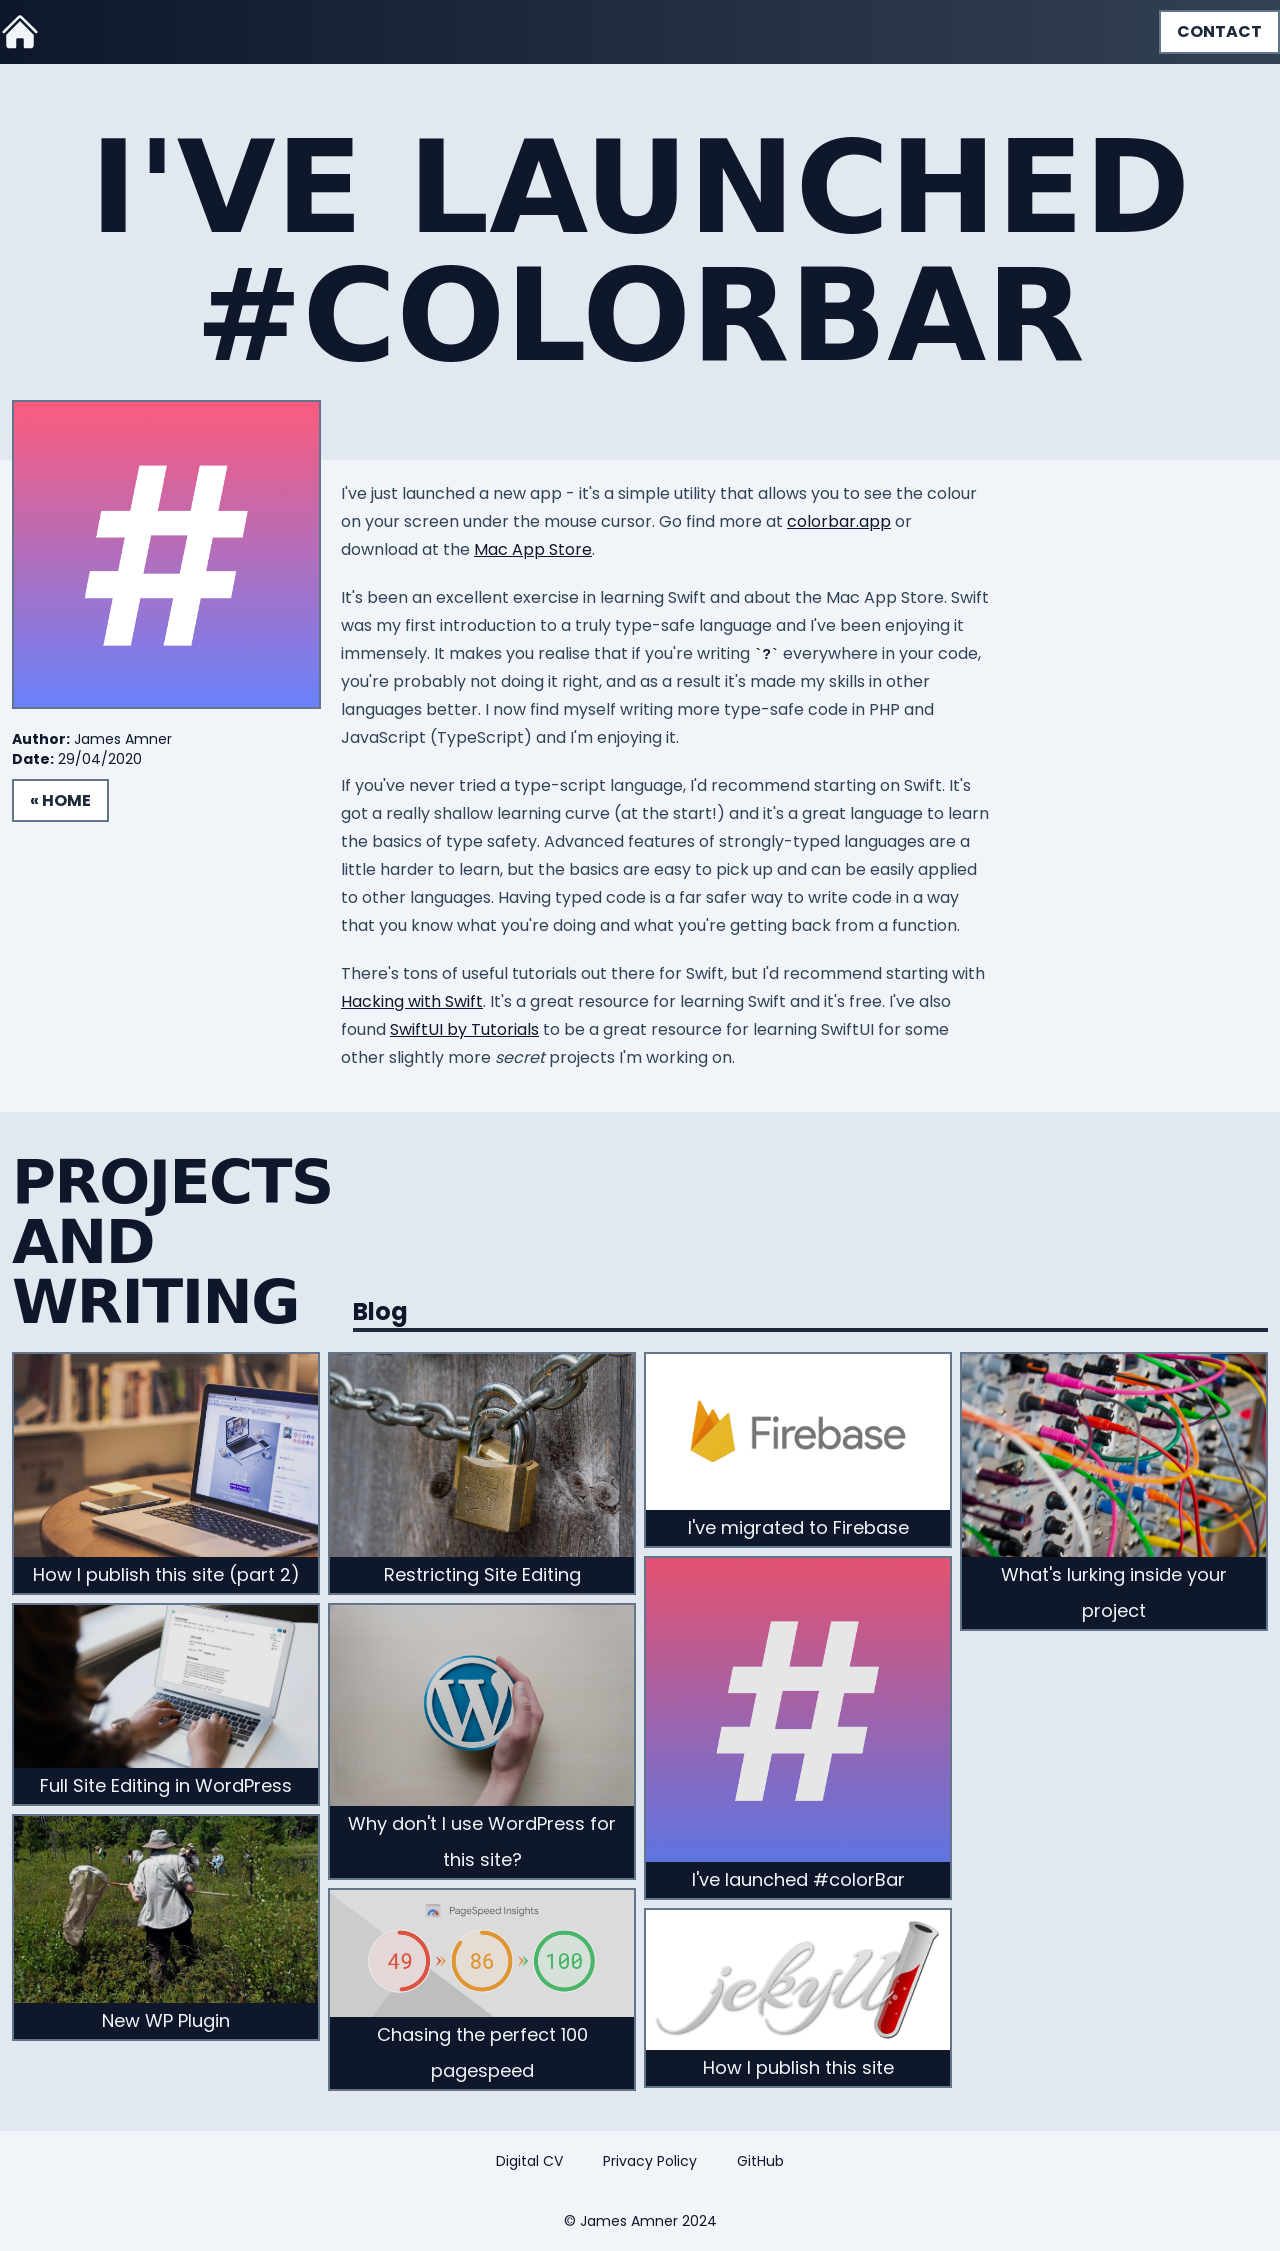 CONTACT
I'VE LAUNCHED
#COLORBAR
#
I've just launched a new app - it's a simple utility that allows you to see the colour
on your screen under the mouse cursor. Go find more at colorbar.app or
download at the Mac App Store.
It's been an excellent exercise in learning Swift and about the Mac App Store. Swift
was my first introduction to a truly type-safe language and I've been enjoying it
immensely. It makes you realise that if you're writing `?` everywhere in your code,
you're probably not doing it right, and as a result it's made my skills in other
languages better. I now find myself writing more type-safe code in PHP and
JavaScript (TypeScript) and I'm enjoying it.
If you've never tried a type-script language, I'd recommend starting on Swift. It's
got a really shallow learning curve (at the start!) and it's a great language to learn
the basics of type safety. Advanced features of strongly-typed languages are a
little harder to learn, but the basics are easy to pick up and can be easily applied
to other languages. Having typed code is a far safer way to write code in a way
that you know what you're doing and what you're getting back from a function.
There's tons of useful tutorials out there for Swift, but I'd recommend starting with
Hacking with Swift. It's a great resource for learning Swift and it's free. I've also
found SwiftUI by Tutorials to be a great resource for learning SwiftUI for some
other slightly more secret projects I'm working on.
Author: James Amner
Date: 29/04/2020
« HOME
PROJECTS
AND
WRITING
Blog
How I publish this site (part 2)
Full Site Editing in WordPress
New WP Plugin
Restricting Site Editing
W
Why don't I use WordPress for
this site?
PageSpeed Insights
49 » 86 » 100
Chasing the perfect 100
pagespeed
Firebase
I've migrated to Firebase
#
I've launched #colorBar
jekyll
How I publish this site
What's lurking inside your
project
Digital CV
Privacy Policy
GitHub
© James Amner 2024